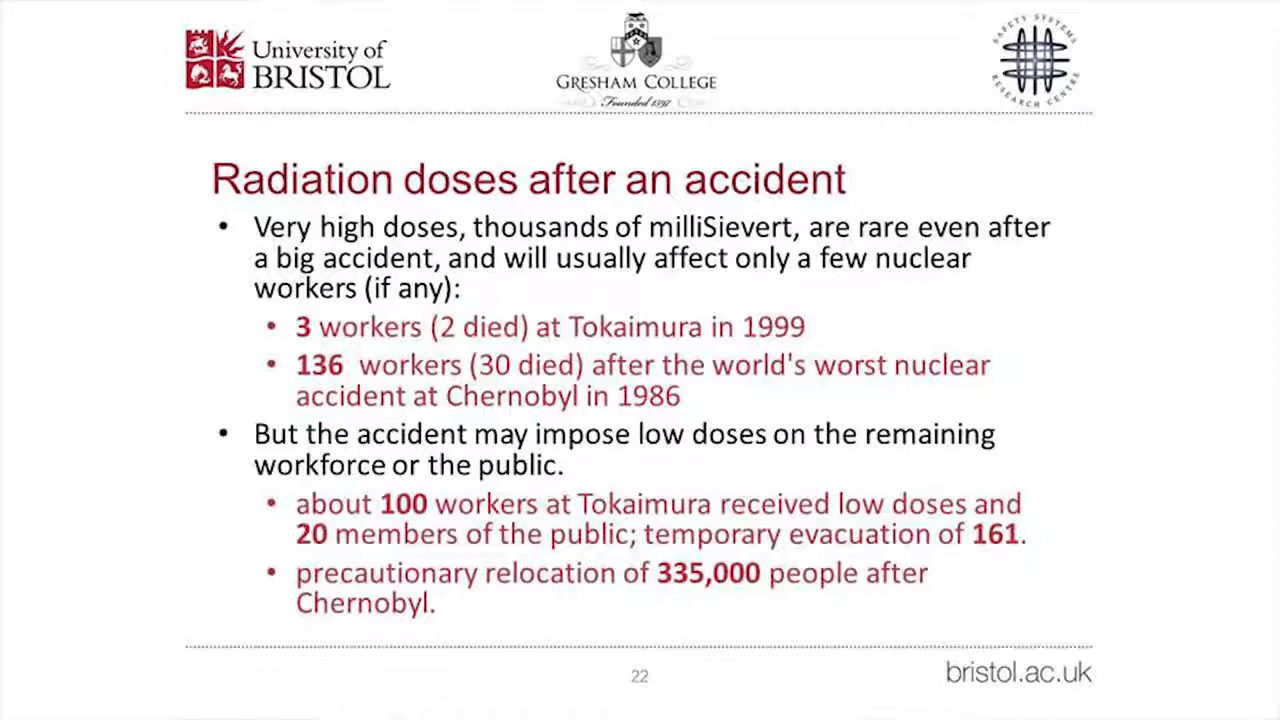 University of
BRISTOL
GRESHAM COLLEGE
Founded 1597
SAFETY SYSTEMS
RESEARCH CENTRE
Radiation doses after an accident
• Very high doses, thousands of milliSievert, are rare even after
a big accident, and will usually affect only a few nuclear
workers (if any):
• 3 workers (2 died) at Tokaimura in 1999
• 136 workers (30 died) after the world's worst nuclear
accident at Chernobyl in 1986
• But the accident may impose low doses on the remaining
workforce or the public.
• about 100 workers at Tokaimura received low doses and
20 members of the public; temporary evacuation of 161.
• precautionary relocation of 335,000 people after
Chernobyl.
22
bristol.ac.uk